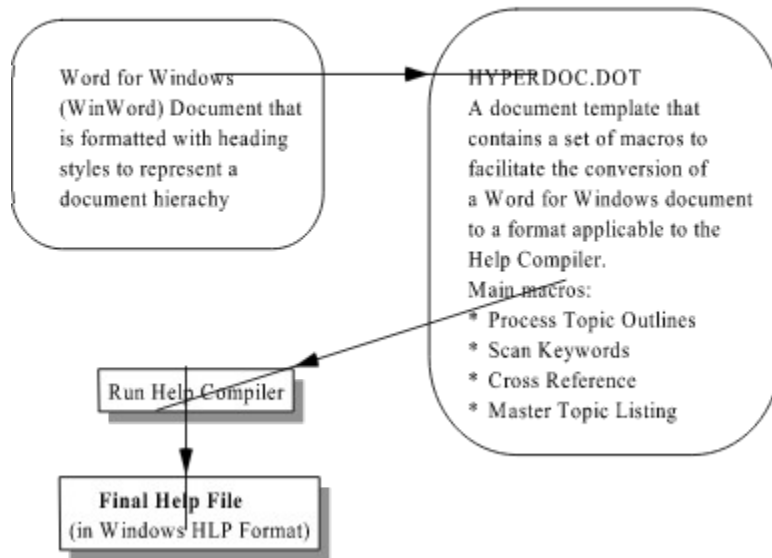 Word for Windows
(WinWord) Document that
is formatted with heading
styles to represent a
document hierachy
HYPERDOC.DOT
A document template that
contains a set of macros to
facilitate the conversion of
a Word for Windows document
to a format applicable to the
Help Compiler.
Main macros:
* Process Topic Outlines
* Scan Keywords
* Cross Reference
* Master Topic Listing
Run Help Compiler
Final Help File
(in Windows HLP Format)